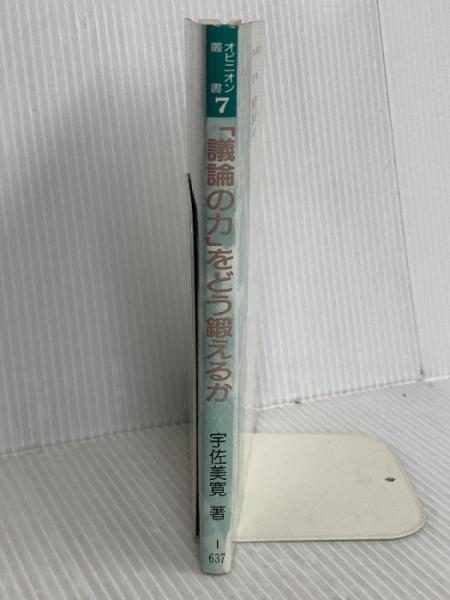 オピニオン
叢書
7
「議論の力」をどう鍛えるか
宇佐美寛 著
I
637